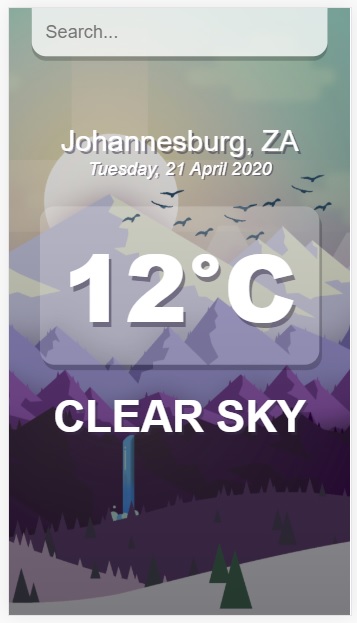 Search...
Johannesburg, ZA
Tuesday, 21 April 2020
12°C
CLEAR SKY